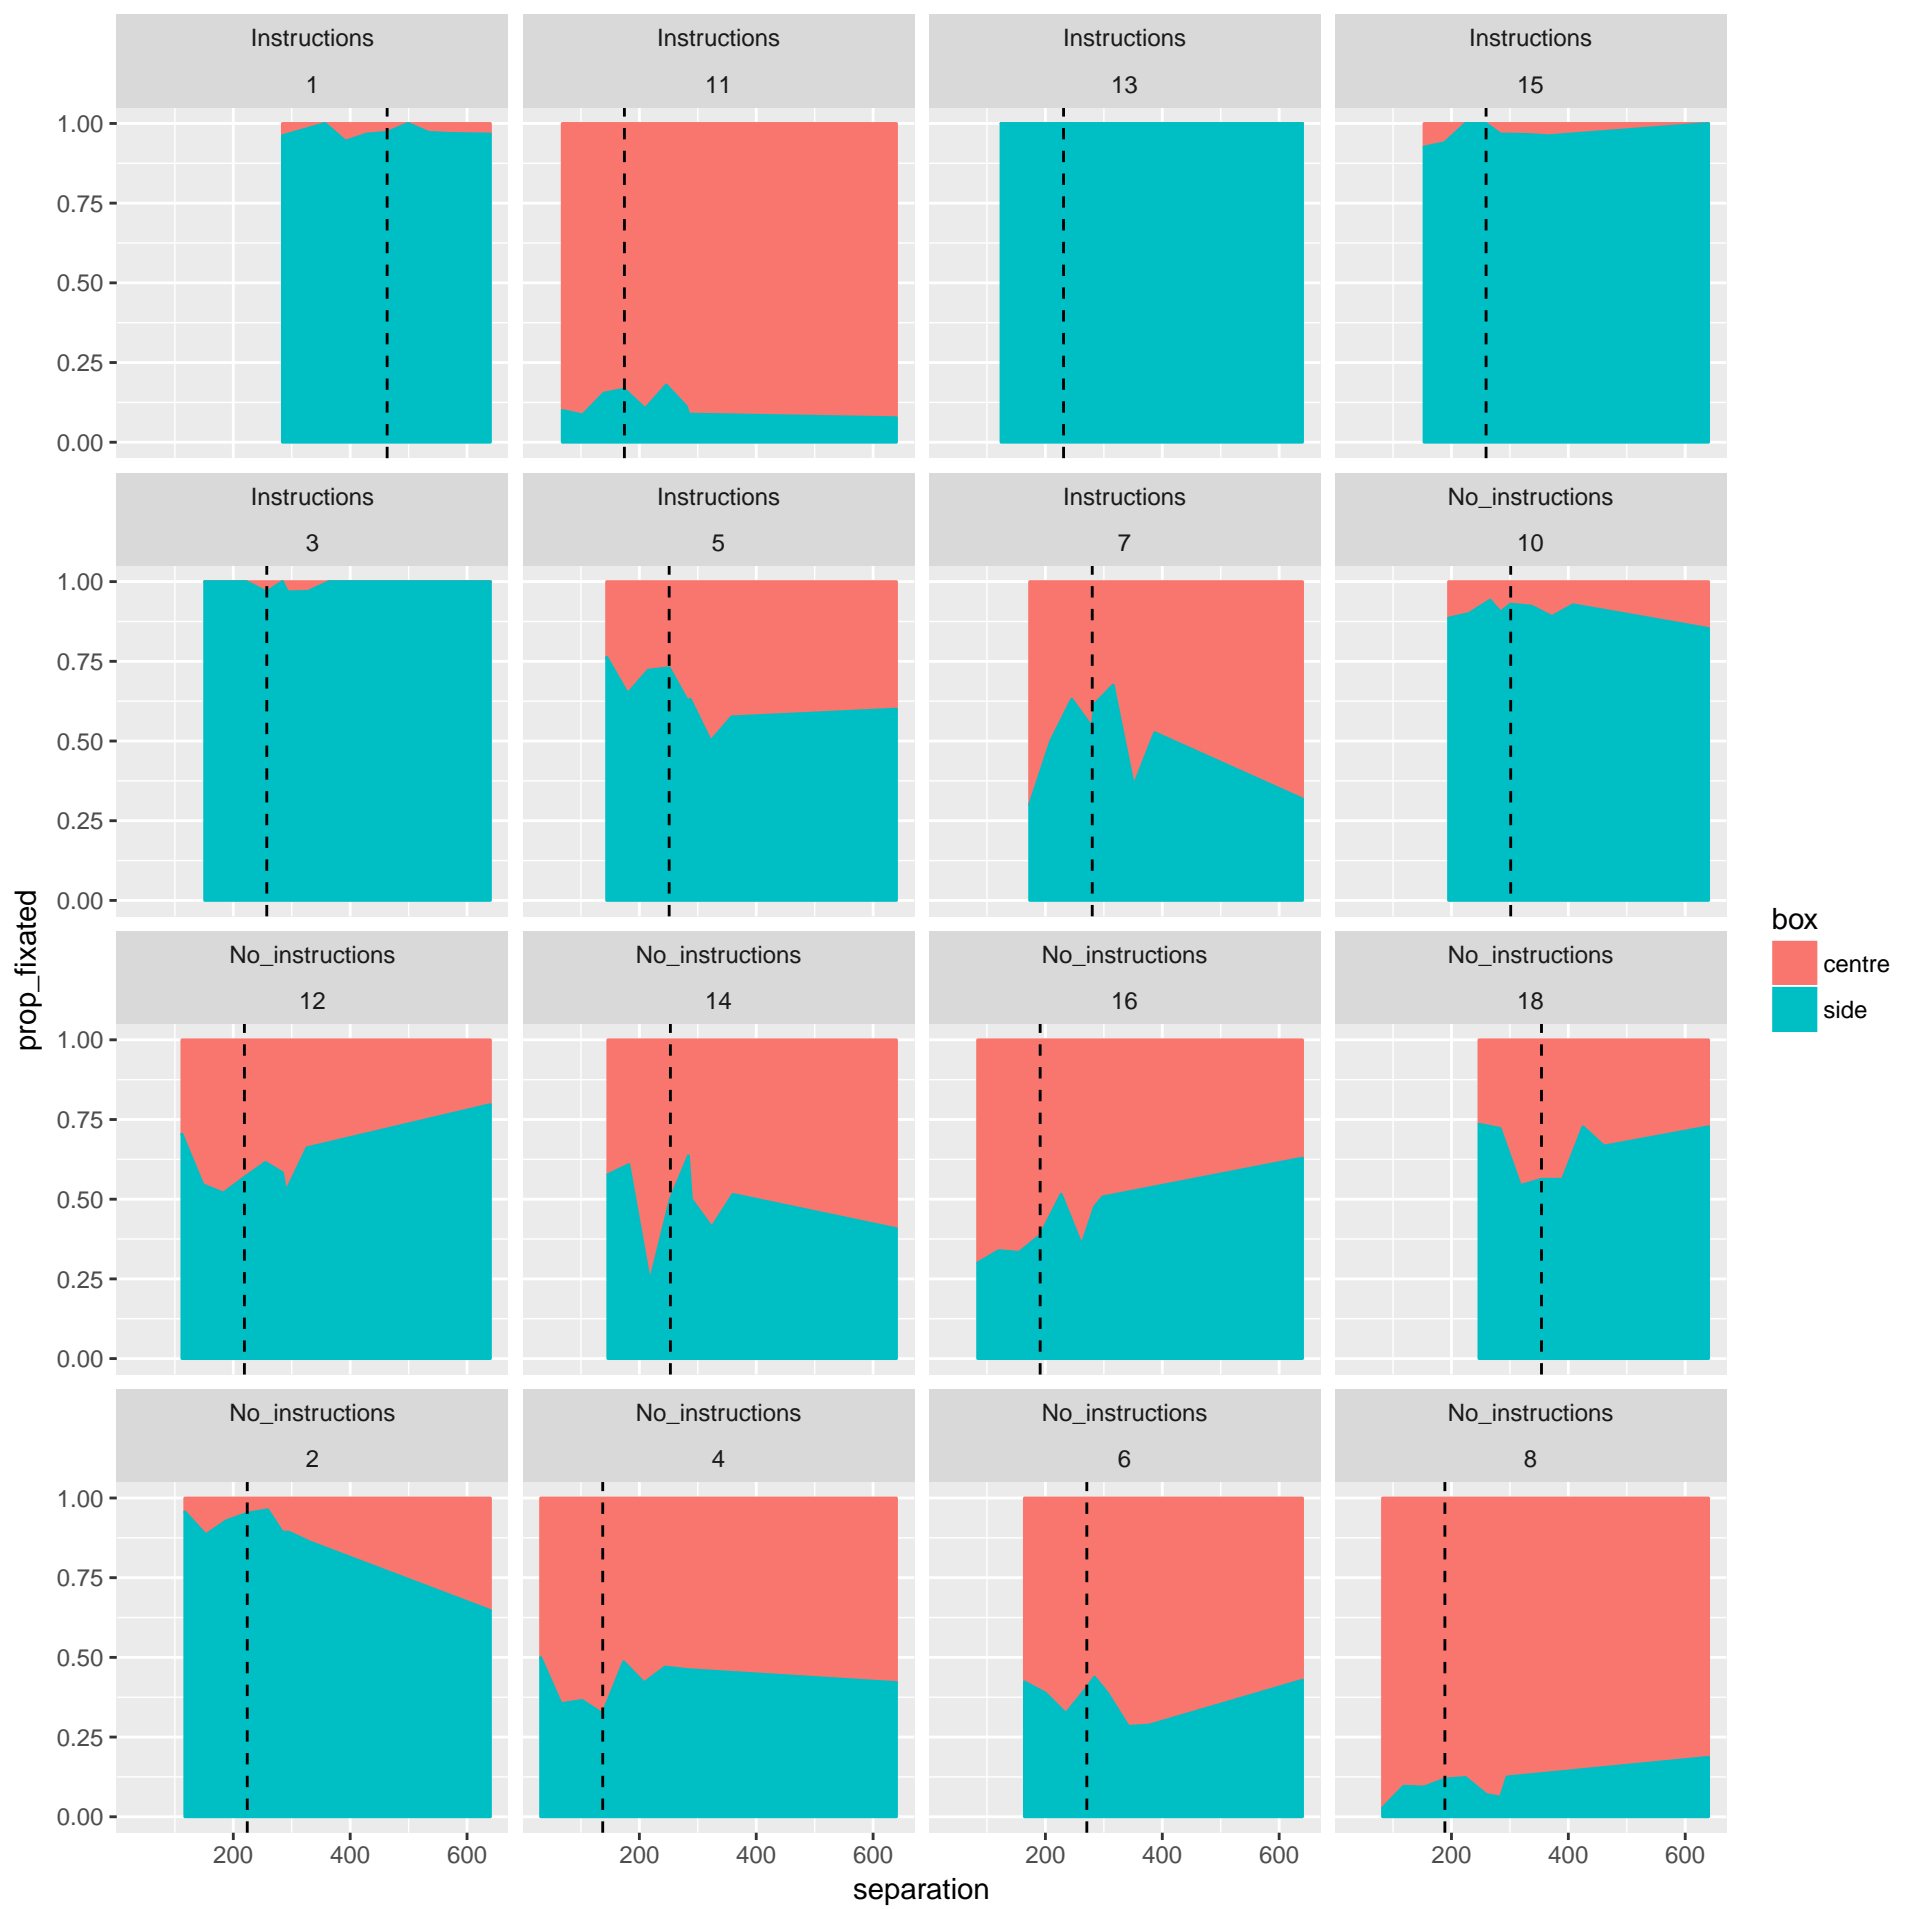 Instructions Instructions Instructions Instructions
1 11 13 15
1.00
0.75
0.50
0.25
0.00
Instructions Instructions Instructions No_instructions
3 5 7 10
1.00
0.75
0.50
0.25
0.00
No_instructions No_instructions No_instructions No_instructions
12 14 16 18
1.00
0.75
0.50
0.25
0.00
No_instructions No_instructions No_instructions No_instructions
2 4 6 8
1.00
0.75
0.50
0.25
0.00
200 400 600 200 400 600 200 400 600 200 400 600
separation
prop_fixated
box
centre
side